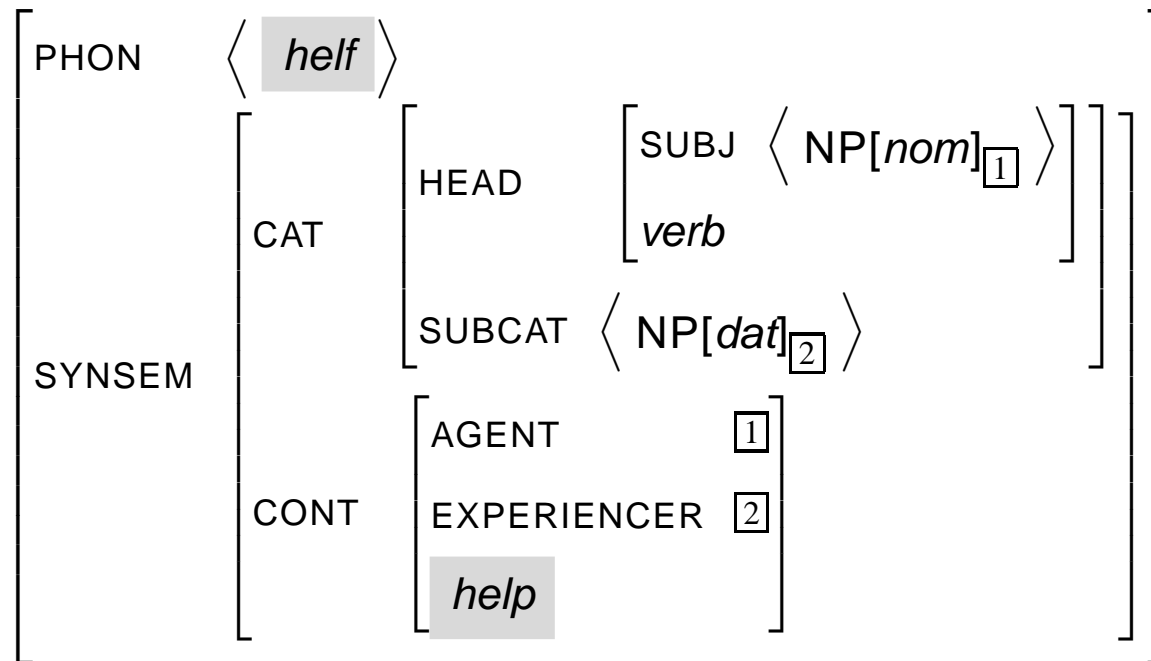 PHON ⟨ helf ⟩
SUBJ ⟨ NP[nom]1 ⟩
HEAD
verb
CAT
SUBCAT ⟨ NP[dat]2 ⟩
SYNSEM
AGENT 1
CONT EXPERIENCER 2
help